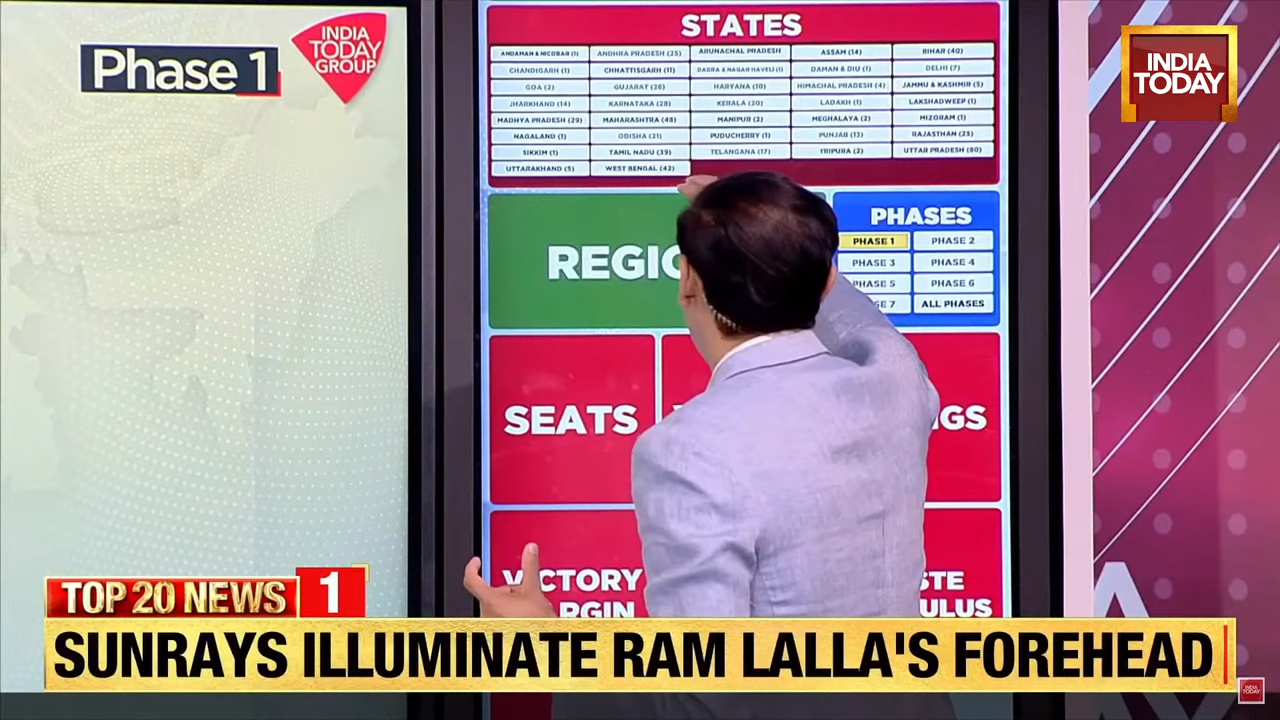 Phase 1
INDIA
TODAY
GROUP
STATES
ANDAMAN & NICOBAR (1)
ANDHRA PRADESH (25)
ARUNACHAL PRADESH
ASSAM (14)
BIHAR (40)
CHANDIGARH (1)
CHHATTISGARH (11)
DADRA & NAGAR HAVELI (1)
DAMAN & DIU (1)
DELHI (7)
GOA (2)
GUJARAT (26)
HARYANA (10)
HIMACHAL PRADESH (4)
JAMMU & KASHMIR (5)
JHARKHAND (14)
KARNATAKA (28)
KERALA (20)
LADAKH (1)
LAKSHADWEEP (1)
MADHYA PRADESH (29)
MAHARASHTRA (48)
MANIPUR (2)
MEGHALAYA (2)
MIZORAM (1)
NAGALAND (1)
ODISHA (21)
PUDUCHERRY (1)
PUNJAB (13)
RAJASTHAN (25)
SIKKIM (1)
TAMIL NADU (39)
TELANGANA (17)
TRIPURA (2)
UTTAR PRADESH (80)
UTTARAKHAND (5)
WEST BENGAL (42)
REGIO
PHASES
PHASE 1
PHASE 2
PHASE 3
PHASE 4
PHASE 5
PHASE 6
SE 7
ALL PHASES
SEATS
NGS
VICTORY
RGIN
STE
ULUS
INDIA
TODAY
TOP 20 NEWS 1
SUNRAYS ILLUMINATE RAM LALLA'S FOREHEAD
INDIA
TODAY